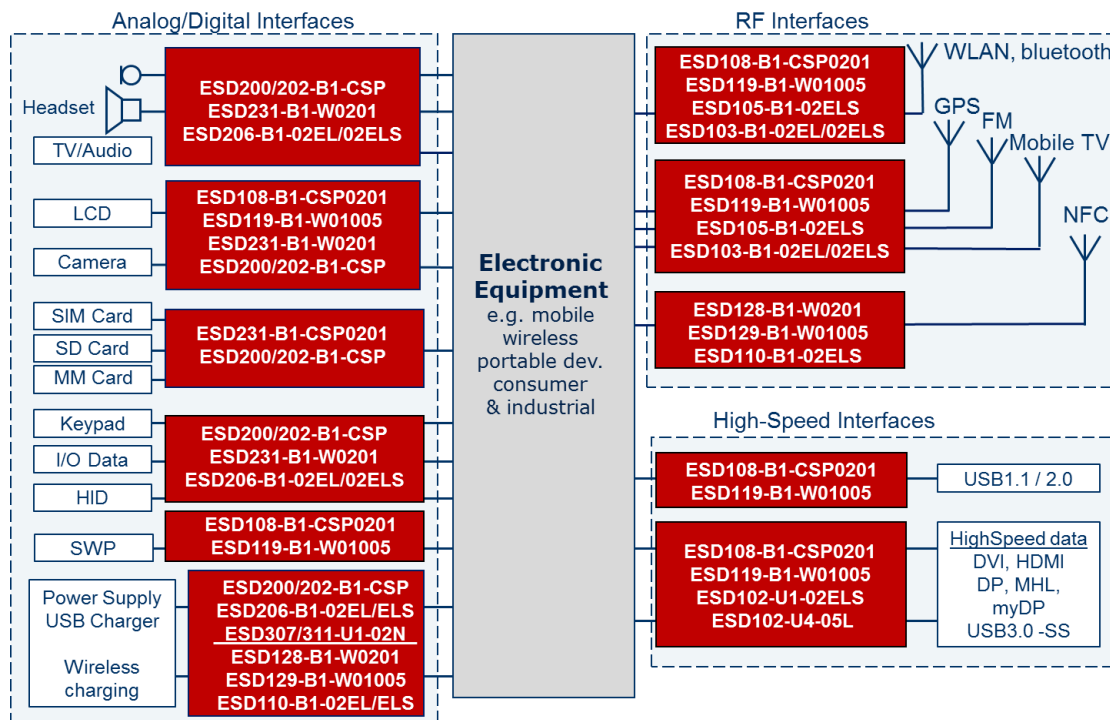 Analog/Digital Interfaces
Headset
TV/Audio
ESD200/202-B1-CSP
ESD231-B1-W0201
ESD206-B1-02EL/02ELS
LCD
Camera
ESD108-B1-CSP0201
ESD119-B1-W01005
ESD231-B1-W0201
ESD200/202-B1-CSP
SIM Card
SD Card
MM Card
ESD231-B1-CSP0201
ESD200/202-B1-CSP
Keypad
I/O Data
HID
ESD200/202-B1-CSP
ESD231-B1-W0201
ESD206-B1-02EL/02ELS
SWP
ESD108-B1-CSP0201
ESD119-B1-W01005
Power Supply
USB Charger
Wireless
charging
ESD200/202-B1-CSP
ESD206-B1-02EL/ELS
ESD307/311-U1-02N
ESD128-B1-W0201
ESD129-B1-W01005
ESD110-B1-02EL/ELS
Electronic
Equipment
e.g. mobile
wireless
portable dev.
consumer
& industrial
RF Interfaces
ESD108-B1-CSP0201
ESD119-B1-W01005
ESD105-B1-02ELS
ESD103-B1-02EL/02ELS
WLAN, bluetooth
GPS
FM
Mobile TV
ESD108-B1-CSP0201
ESD119-B1-W01005
ESD105-B1-02ELS
ESD103-B1-02EL/02ELS
NFC
ESD128-B1-W0201
ESD129-B1-W01005
ESD110-B1-02ELS
High-Speed Interfaces
ESD108-B1-CSP0201
ESD119-B1-W01005
USB1.1 / 2.0
ESD108-B1-CSP0201
ESD119-B1-W01005
ESD102-U1-02ELS
ESD102-U4-05L
HighSpeed data
DVI, HDMI
DP, MHL,
myDP
USB3.0 -SS